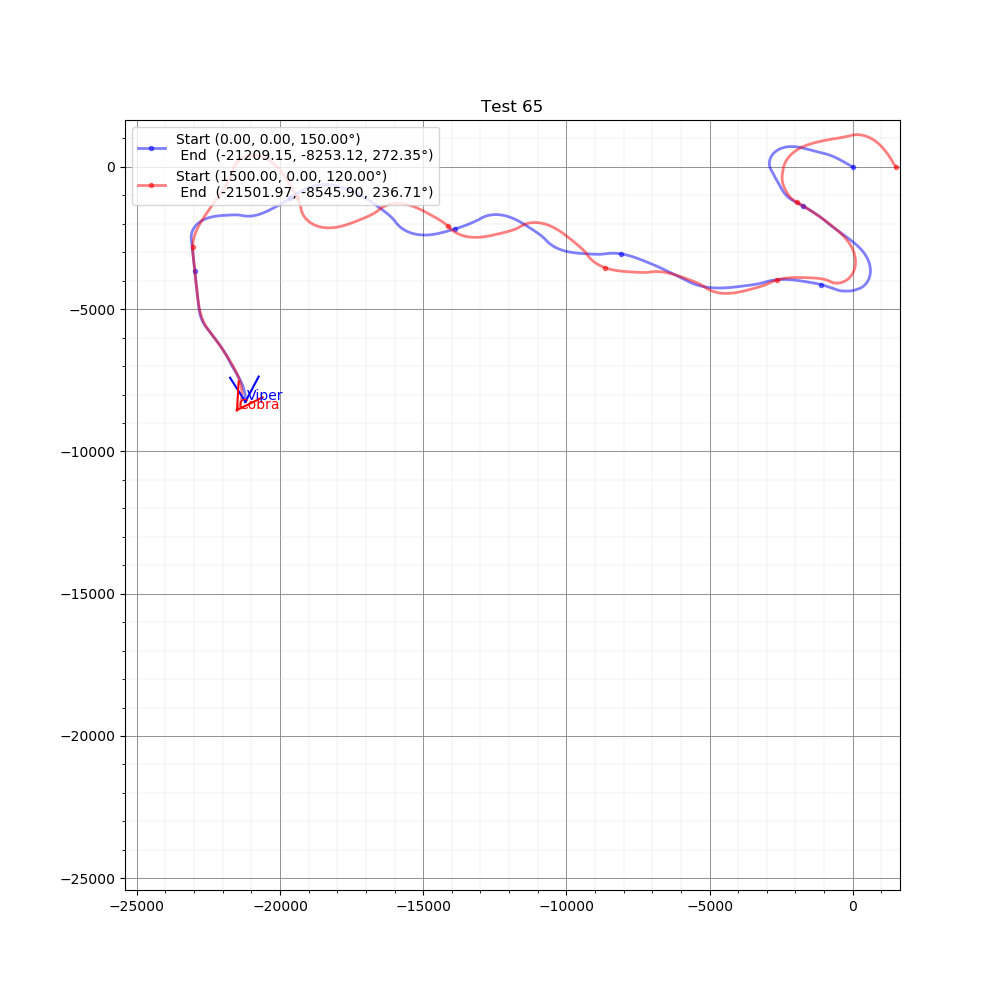 Test 65
Start (0.00, 0.00, 150.00°)
End (-21209.15, -8253.12, 272.35°)
Start (1500.00, 0.00, 120.00°)
End (-21501.97, -8545.90, 236.71°)
0
−5000
−10000
−15000
−20000
−25000
Viper
Cobra
−25000
−20000
−15000
−10000
−5000
0